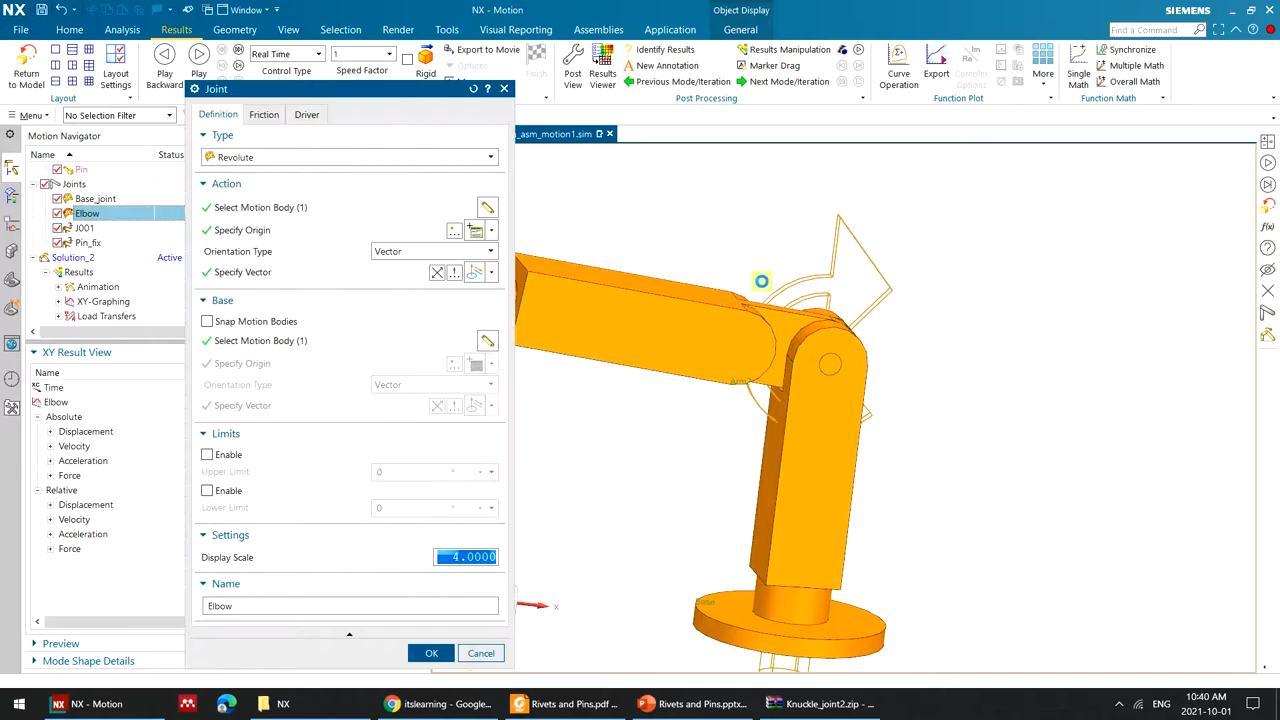 NX
Window
NX - Motion
Object Display
SIEMENS
File
Home
Analysis
Results
Geometry
View
Selection
Render
Tools
Visual Reporting
Assemblies
Application
General
Find a Command
Return to Model
Layout
Layout Settings
Play Backward
Play
Real Time
Control Type
1
Speed Factor
Rigid
Export to Movie
Options
Finish
Post View
Results Viewer
Identify Results
New Annotation
Previous Mode/Iteration
Results Manipulation
Marker Drag
Next Mode/Iteration
Post Processing
Curve Operation
Export
Complex Options
More
Function Plot
Single Math
Synchronize
Multiple Math
Overall Math
Function Math
Menu
No Selection Filter
Motion Navigator
Name
Status
Pin
Joints
Base_joint
Elbow
J001
Pin_fix
Solution_2
Active
Results
Animation
XY-Graphing
Load Transfers
XY Result View
Name
Time
Elbow
Absolute
Displacement
Velocity
Acceleration
Force
Relative
Displacement
Velocity
Acceleration
Force
Preview
Mode Shape Details
Joint
Definition
Friction
Driver
Type
Revolute
Action
Select Motion Body (1)
Specify Origin
Orientation Type
Vector
Specify Vector
Base
Snap Motion Bodies
Select Motion Body (1)
Specify Origin
Orientation Type
Vector
Specify Vector
Limits
Enable
Upper Limit
0
°
Enable
Lower Limit
0
°
Settings
Display Scale
4.0000
Name
Elbow
OK
Cancel
_asm_motion1.sim
Base
x
f(x)
NX - Motion
NX
itslearning - Google...
Rivets and Pins.pdf ...
Rivets and Pins.pptx...
Knuckle_joint2.zip - ...
10:40 AM
2021-10-01